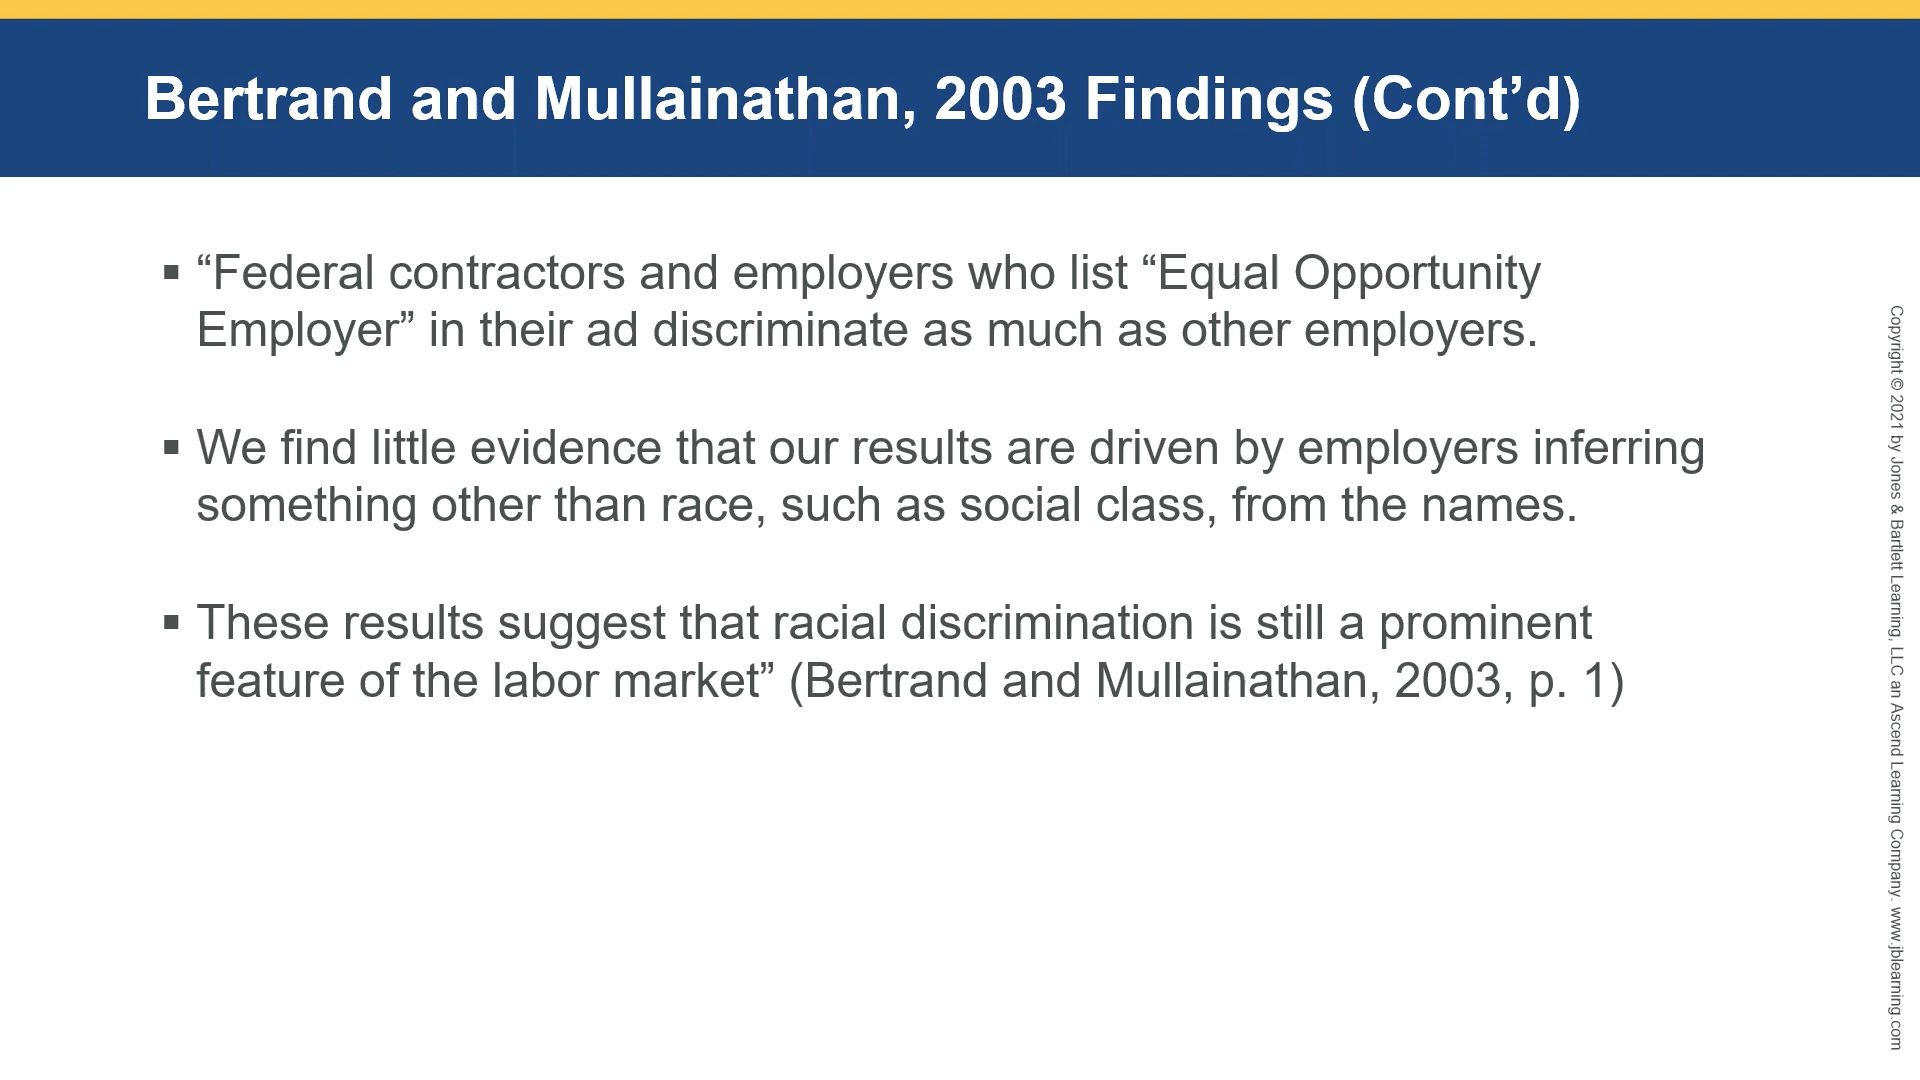 Bertrand and Mullainathan, 2003 Findings (Cont’d)
▪ “Federal contractors and employers who list “Equal Opportunity
Employer” in their ad discriminate as much as other employers.
▪ We find little evidence that our results are driven by employers inferring
something other than race, such as social class, from the names.
▪ These results suggest that racial discrimination is still a prominent
feature of the labor market” (Bertrand and Mullainathan, 2003, p. 1)
Copyright © 2021 by Jones & Bartlett Learning, LLC an Ascend Learning Company. www.jblearning.com